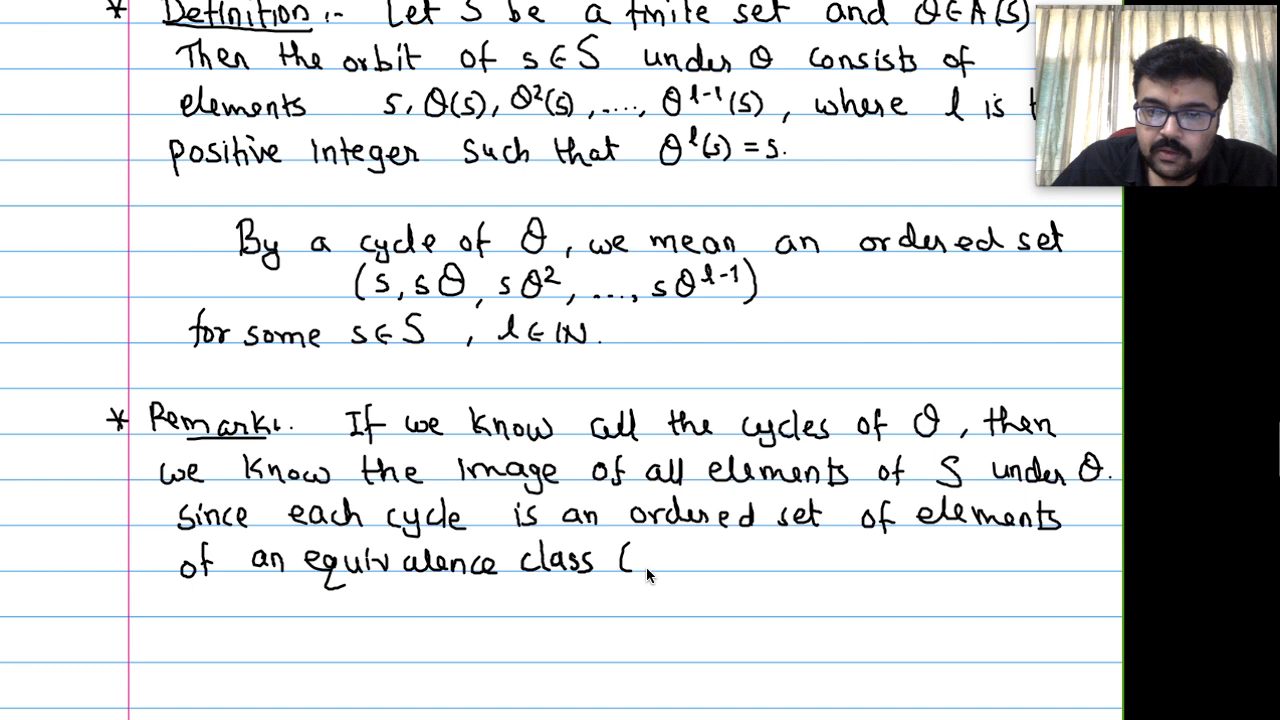 * Definition :- Let S be a finite set and θ∈A(S)
Then the orbit of s∈S under θ consists of
elements s, θ(s), θ²(s), ...., θ^{l-1}(s), where l is
positive integer such that θ^l(s) = s.
By a cycle of θ, we mean an ordered set
(s, sθ, sθ², ..., sθ^{l-1})
for some s∈S , l∈ℕ.
* Remark:. If we know all the cycles of θ, then
we know the image of all elements of S under θ.
since each cycle is an ordered set of elements
of an equivalence class (